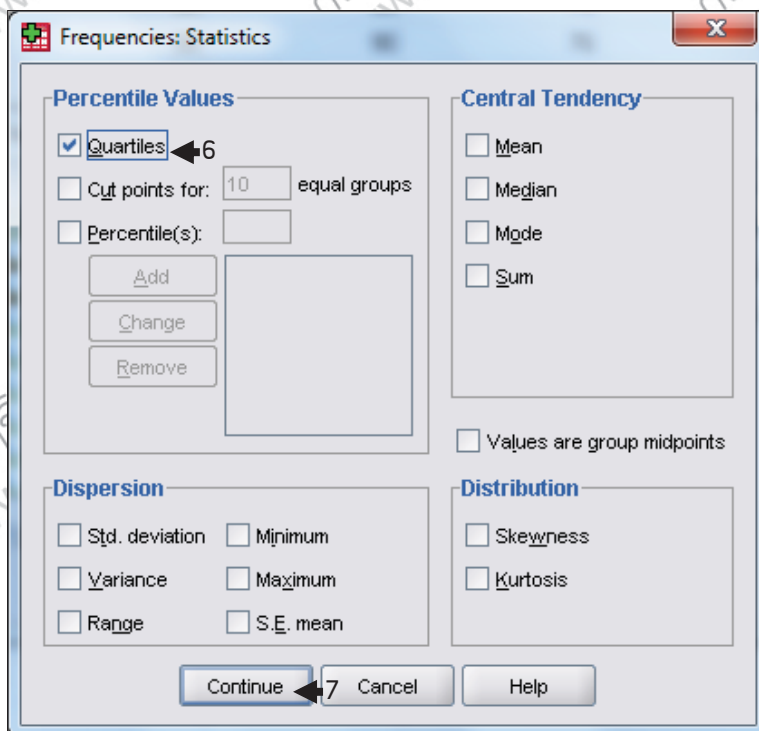 Frequencies: Statistics
Percentile Values
Quartiles 6
Cut points for: 10 equal groups
Percentile(s):
Add
Change
Remove
Central Tendency
Mean
Median
Mode
Sum
Values are group midpoints
Dispersion
Std. deviation Minimum
Variance Maximum
Range S.E. mean
Distribution
Skewness
Kurtosis
Continue 7 Cancel Help